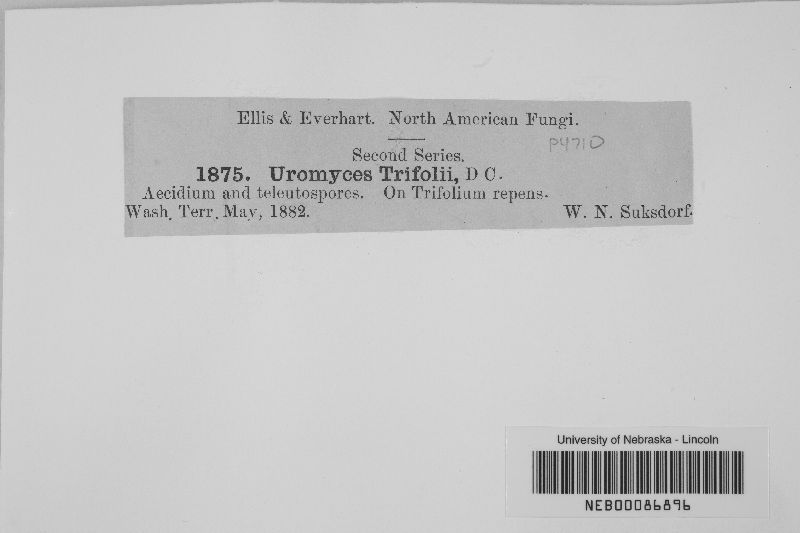 Ellis & Everhart. North American Fungi.
P4710
Second Series.
1875. Uromyces Trifolii, D C.
Aecidium and teleutospores. On Trifolium repens.
Wash. Terr. May, 1882. W. N. Suksdorf.
University of Nebraska - Lincoln
NEB00086896